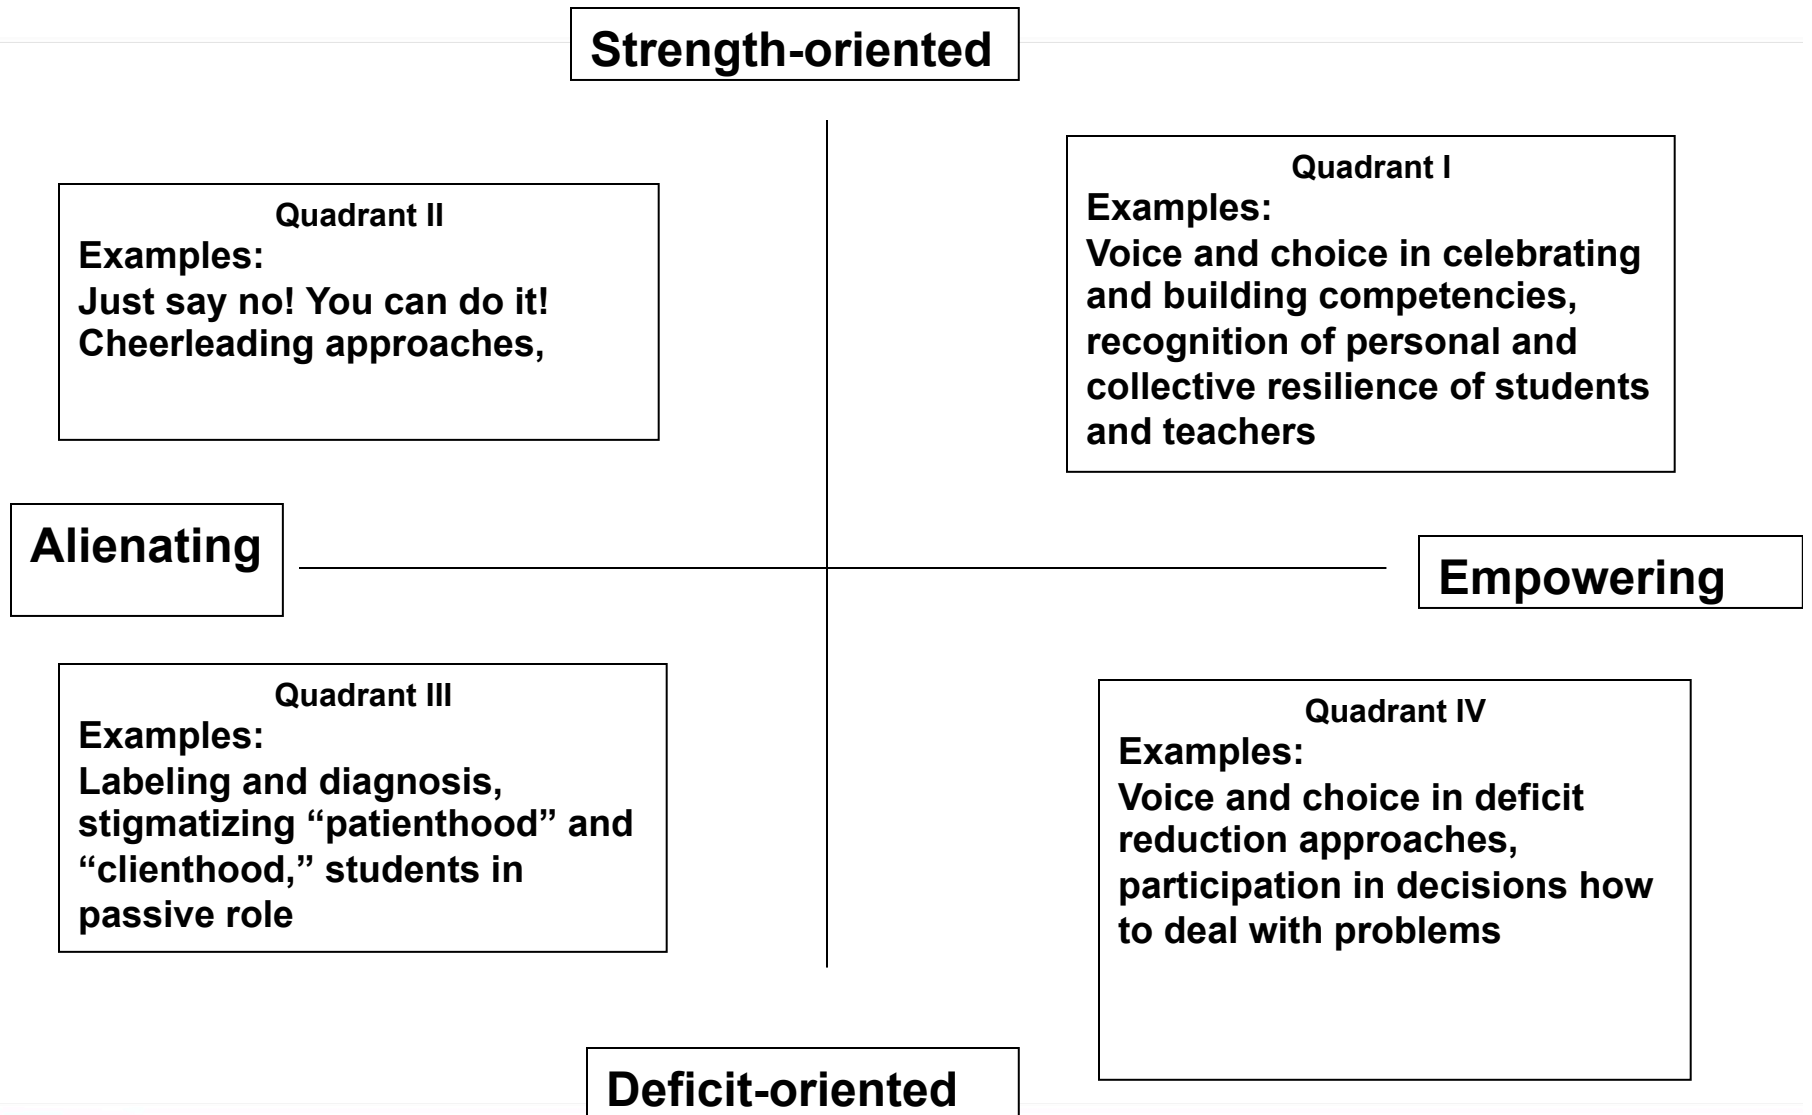 Strength-oriented
Quadrant II
Examples:
Just say no! You can do it!
Cheerleading approaches,
Quadrant I
Examples:
Voice and choice in celebrating
and building competencies,
recognition of personal and
collective resilience of students
and teachers
Alienating
Empowering
Quadrant III
Examples:
Labeling and diagnosis,
stigmatizing “patienthood” and
“clienthood,” students in
passive role
Quadrant IV
Examples:
Voice and choice in deficit
reduction approaches,
participation in decisions how
to deal with problems
Deficit-oriented